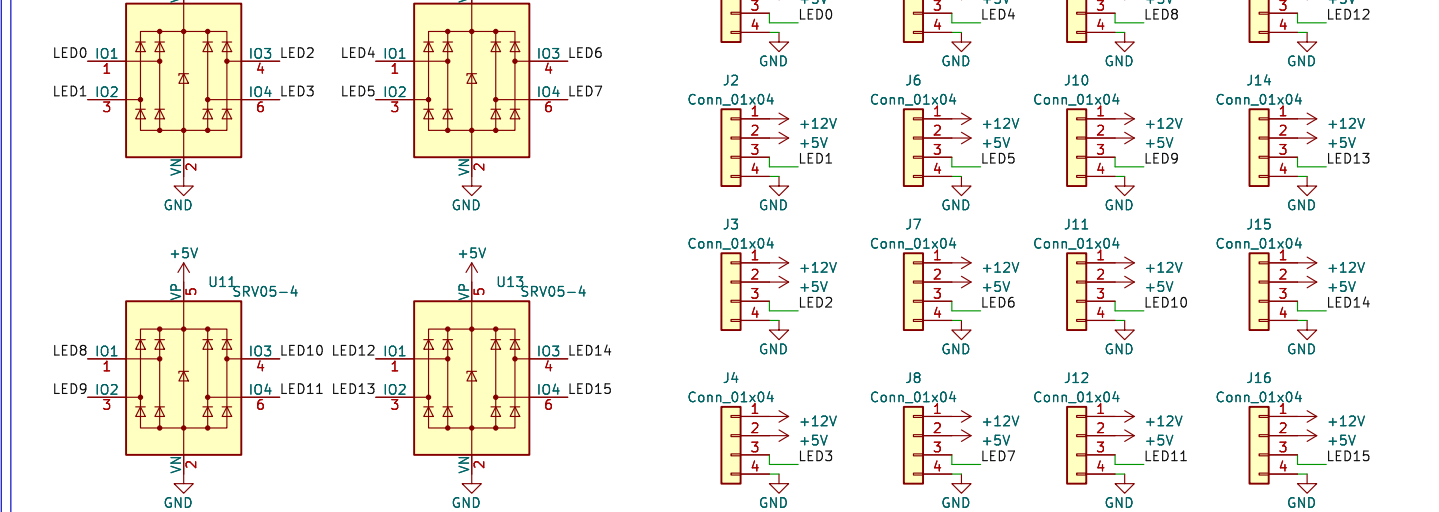 LED0 IO1 1
LED1 IO2 3
IO3 LED2 4
IO4 LED3 6
VN 2
GND
LED4 IO1 1
LED5 IO2 3
IO3 LED6 4
IO4 LED7 6
VN 2
GND
+5V
U11
SRV05-4
VP 5
LED8 IO1 1
LED9 IO2 3
IO3 LED10 4
IO4 LED11 6
VN 2
GND
+5V
U13
SRV05-4
VP 5
LED12 IO1 1
LED13 IO2 3
IO3 LED14 4
IO4 LED15 6
VN 2
GND
3 LED0
4
GND
3 LED4
4
GND
3 LED8
4
GND
3 LED12
4
GND
J2
Conn_01x04
1 +12V
2 +5V
3 LED1
4
GND
J6
Conn_01x04
1 +12V
2 +5V
3 LED5
4
GND
J10
Conn_01x04
1 +12V
2 +5V
3 LED9
4
GND
J14
Conn_01x04
1 +12V
2 +5V
3 LED13
4
GND
J3
Conn_01x04
1 +12V
2 +5V
3 LED2
4
GND
J7
Conn_01x04
1 +12V
2 +5V
3 LED6
4
GND
J11
Conn_01x04
1 +12V
2 +5V
3 LED10
4
GND
J15
Conn_01x04
1 +12V
2 +5V
3 LED14
4
GND
J4
Conn_01x04
1 +12V
2 +5V
3 LED3
4
GND
J8
Conn_01x04
1 +12V
2 +5V
3 LED7
4
GND
J12
Conn_01x04
1 +12V
2 +5V
3 LED11
4
GND
J16
Conn_01x04
1 +12V
2 +5V
3 LED15
4
GND